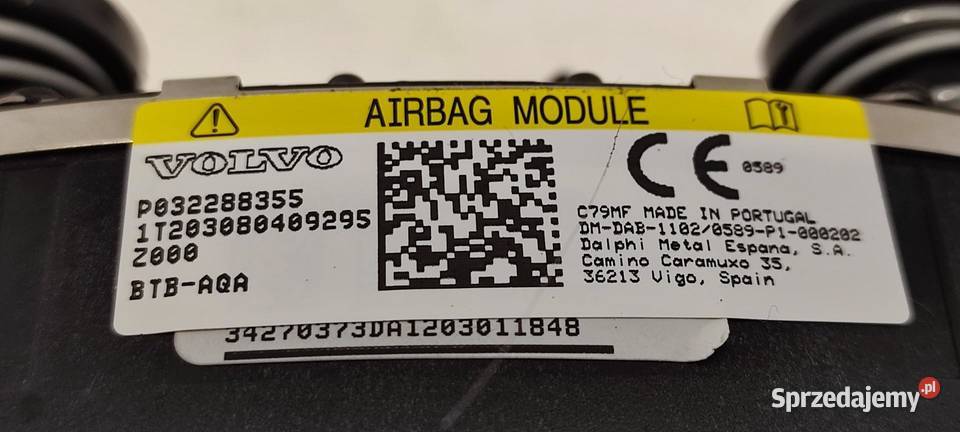 AIRBAG MODULE
VOLVO
P032288355
1T203080409295
Z000
BTB-AQA
CE 0589
C79MF MADE IN PORTUGAL
DM-DAB-1102/0589-P1-000202
Dalphi Metal Espana, S.A.
Camino Caramuxo 35,
36213 Vigo, Spain
34270373DA1203011848
Sprzedajemy.pl